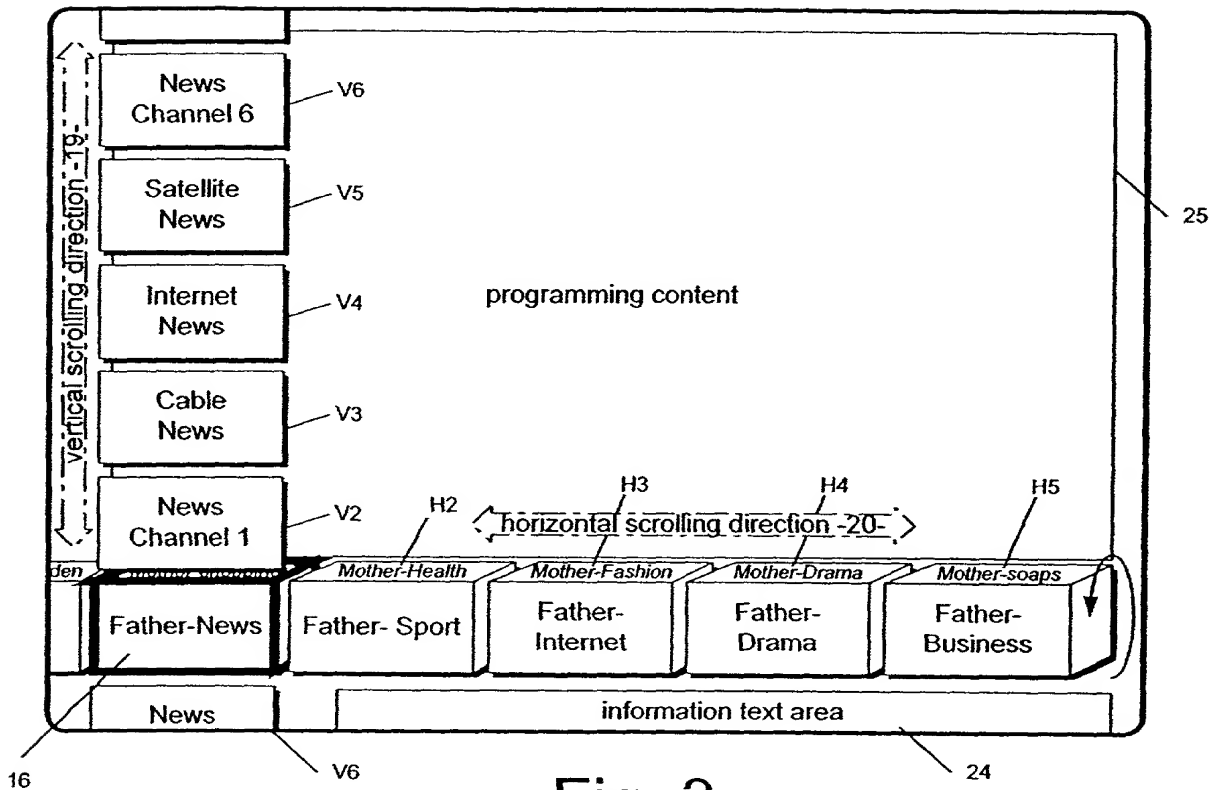 News
Channel 6
V6
Satellite
News
V5
25
vertical scrolling direction -19-
Internet
News
V4
programming content
Cable
News
V3
News
Channel 1
V2
H2
H3
H4
H5
horizontal scrolling direction -20-
den
Mother-Health
Mother-Fashion
Mother-Drama
Mother-soaps
Father-News
Father- Sport
Father-
Internet
Father-
Drama
Father-
Business
News
information text area
16
V6
24